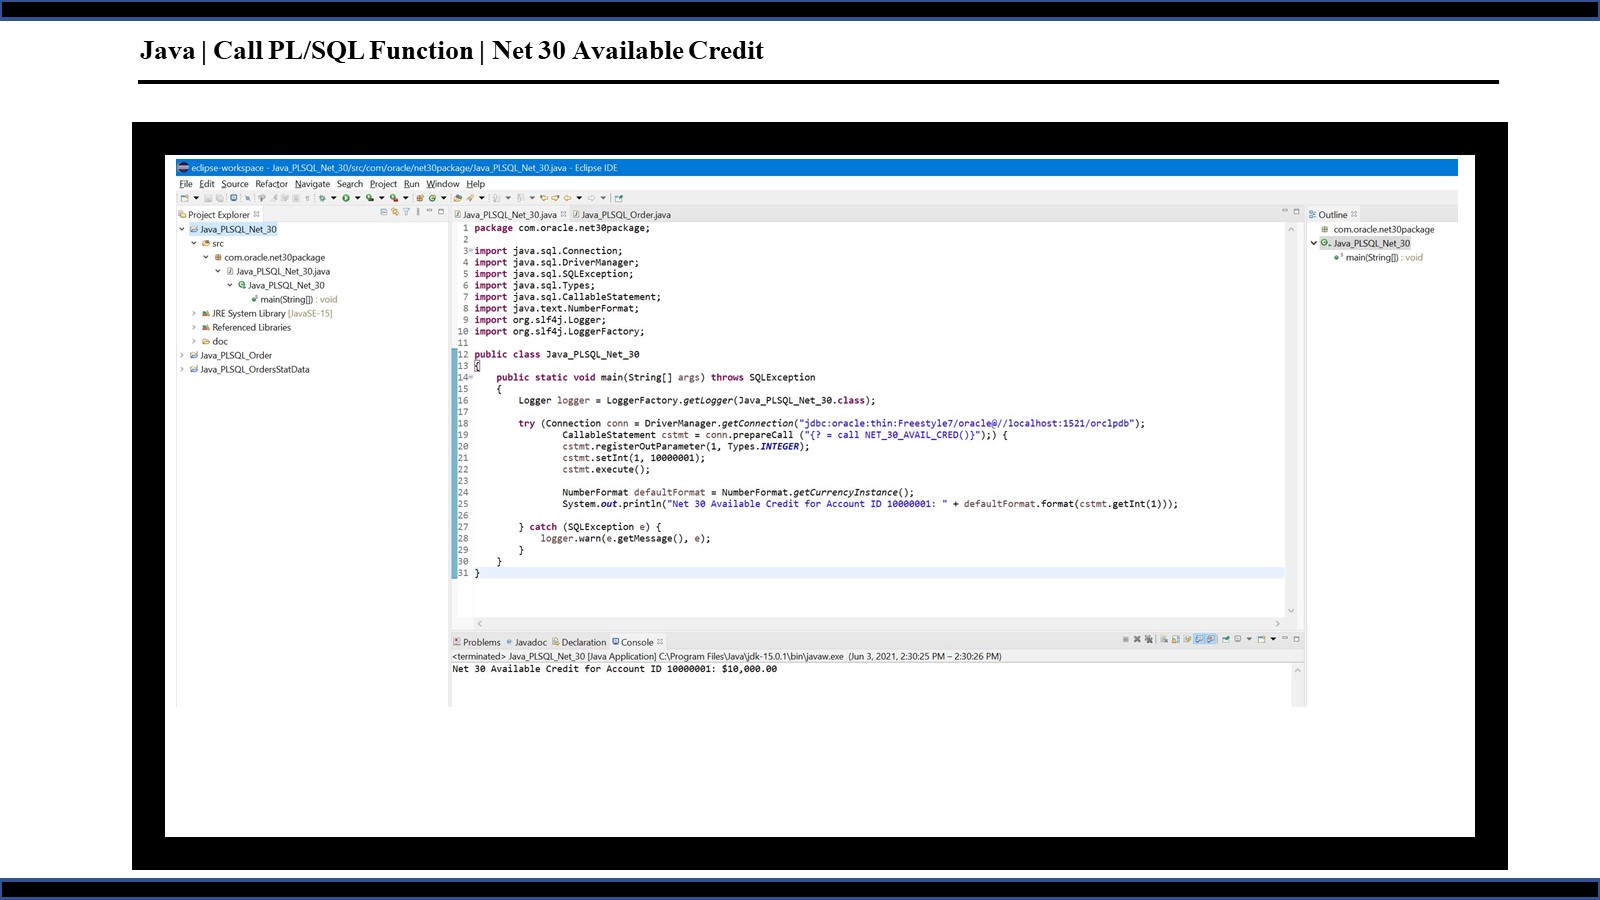 Java | Call PL/SQL Function | Net 30 Available Credit
eclipse-workspace - Java_PLSQL_Net_30/src/com/oracle/net30package/Java_PLSQL_Net_30.java - Eclipse IDE
File Edit Source Refactor Navigate Search Project Run Window Help
Project Explorer
Java_PLSQL_Net_30
src
com.oracle.net30package
Java_PLSQL_Net_30.java
Java_PLSQL_Net_30
main(String[]) : void
JRE System Library [JavaSE-15]
Referenced Libraries
doc
Java_PLSQL_Order
Java_PLSQL_OrdersStatData
Java_PLSQL_Net_30.java Java_PLSQL_Order.java
1 package com.oracle.net30package;
2
3 import java.sql.Connection;
4 import java.sql.DriverManager;
5 import java.sql.SQLException;
6 import java.sql.Types;
7 import java.sql.CallableStatement;
8 import java.text.NumberFormat;
9 import org.slf4j.Logger;
10 import org.slf4j.LoggerFactory;
11
12 public class Java_PLSQL_Net_30
13 {
14 public static void main(String[] args) throws SQLException
15 {
16 Logger logger = LoggerFactory.getLogger(Java_PLSQL_Net_30.class);
17
18 try (Connection conn = DriverManager.getConnection("jdbc:oracle:thin:Freestyle7/oracle@//localhost:1521/orclpdb");
19 CallableStatement cstmt = conn.prepareCall ("{? = call NET_30_AVAIL_CRED()}");) {
20 cstmt.registerOutParameter(1, Types.INTEGER);
21 cstmt.setInt(1, 10000001);
22 cstmt.execute();
23
24 NumberFormat defaultFormat = NumberFormat.getCurrencyInstance();
25 System.out.println("Net 30 Available Credit for Account ID 10000001: " + defaultFormat.format(cstmt.getInt(1)));
26
27 } catch (SQLException e) {
28 logger.warn(e.getMessage(), e);
29 }
30 }
31 }
Outline
com.oracle.net30package
Java_PLSQL_Net_30
main(String[]) : void
Problems Javadoc Declaration Console
<terminated> Java_PLSQL_Net_30 [Java Application] C:\Program Files\Java\jdk-15.0.1\bin\javaw.exe (Jun 3, 2021, 2:30:25 PM – 2:30:26 PM)
Net 30 Available Credit for Account ID 10000001: $10,000.00